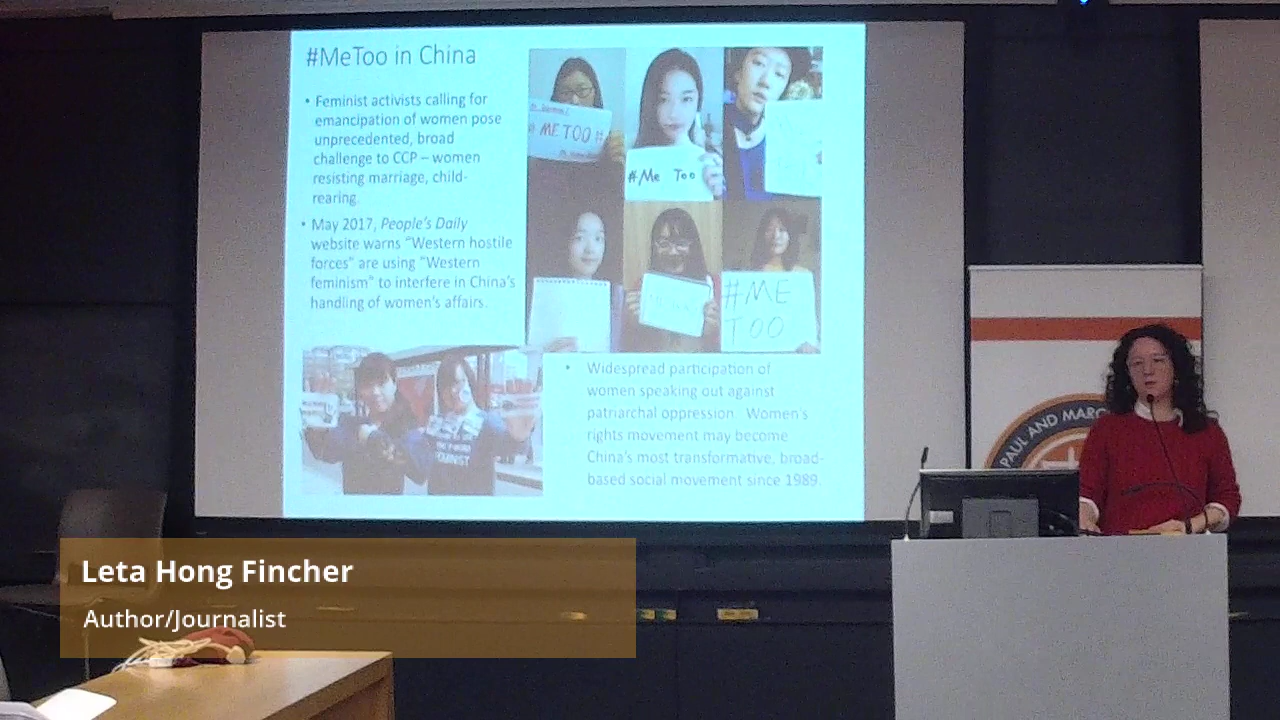 #MeToo in China
• Feminist activists calling for
emancipation of women pose
unprecedented, broad
challenge to CCP – women
resisting marriage, child-
rearing.
• May 2017, People's Daily
website warns "Western hostile
forces" are using "Western
feminism" to interfere in China's
handling of women's affairs.
# ME TOO #
#Me Too
#ME
TOO
• Widespread participation of
women speaking out against
patriarchal oppression. Women's
rights movement may become
China's most transformative, broad-
based social movement since 1989.
PAUL AND MARC
Leta Hong Fincher
Author/Journalist